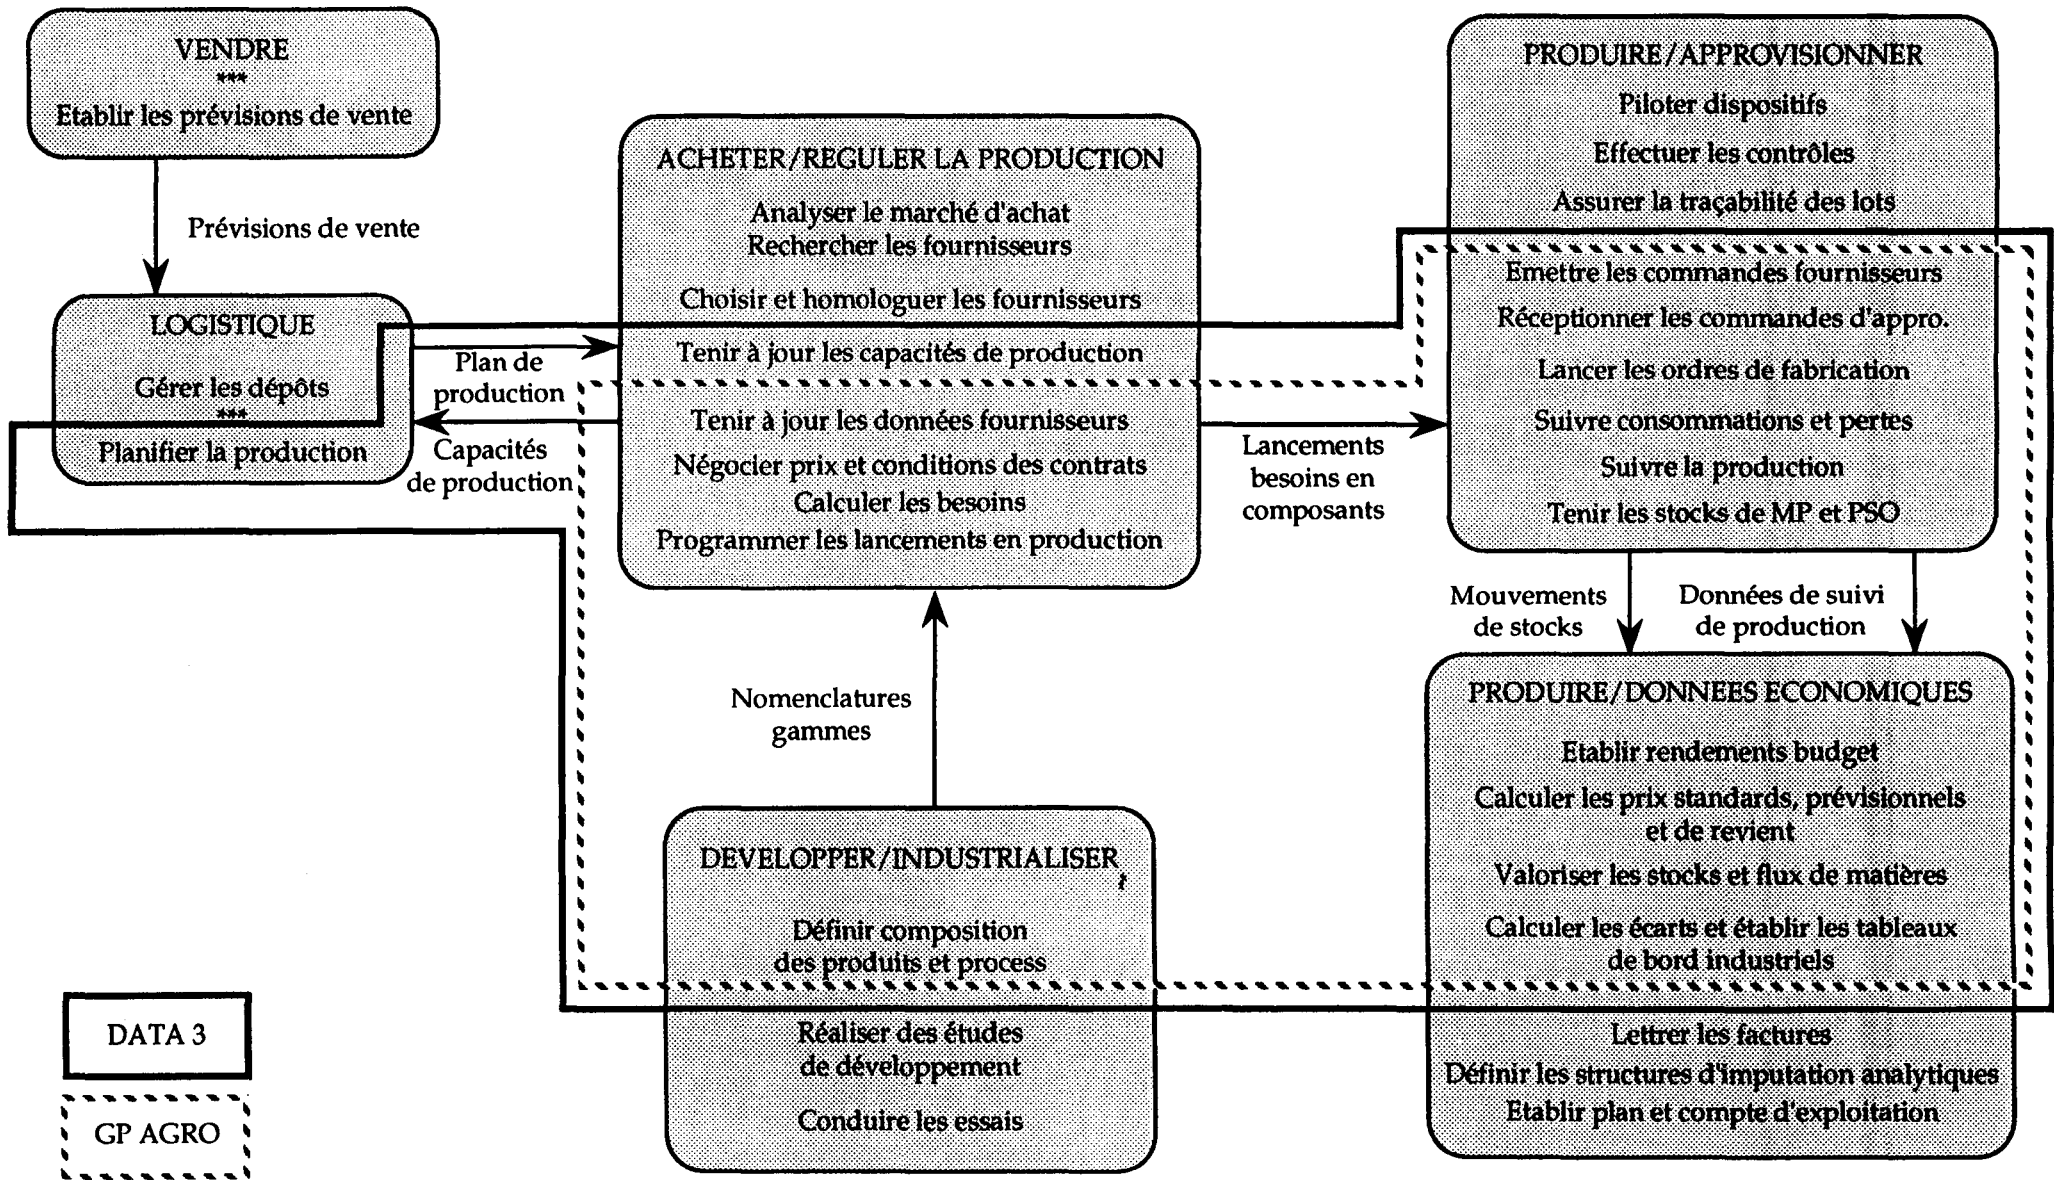 VENDRE
***
Etablir les prévisions de vente
Prévisions de vente
LOGISTIQUE
Gérer les dépôts
***
Planifier la production
Plan de
production
Capacités
de production
ACHETER/REGULER LA PRODUCTION
Analyser le marché d'achat
Rechercher les fournisseurs
Choisir et homologuer les fournisseurs
Tenir à jour les capacités de production
Tenir à jour les données fournisseurs
Négocier prix et conditions des contrats
Calculer les besoins
Programmer les lancements en production
Lancements
besoins en
composants
PRODUIRE/APPROVISIONNER
Piloter dispositifs
Effectuer les contrôles
Assurer la traçabilité des lots
Emettre les commandes fournisseurs
Réceptionner les commandes d'appro.
Lancer les ordres de fabrication
Suivre consommations et pertes
Suivre la production
Tenir les stocks de MP et PSO
Mouvements
de stocks
Données de suivi
de production
PRODUIRE/DONNEES ECONOMIQUES
Etablir rendements budget
Calculer les prix standards, prévisionnels
et de revient
Valoriser les stocks et flux de matières
Calculer les écarts et établir les tableaux
de bord industriels
Lettrer les factures
Définir les structures d'imputation analytiques
Etablir plan et compte d'exploitation
Nomenclatures
gammes
DEVELOPPER/INDUSTRIALISER
Définir composition
des produits et process
Réaliser des études
de développement
Conduire les essais
DATA 3
GP AGRO